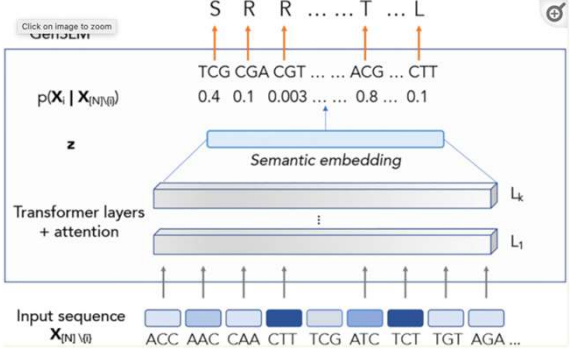 S R R ... ... T ... L
Click on image to zoom
GenSLM
TCG CGA CGT ... ... ACG ... CTT
p(Xi | X[N]\{i}) 0.4 0.1 0.003 ... ... 0.8 ... 0.1
z
Semantic embedding
Lk
Transformer layers
+ attention
⋮
L1
Input sequence
X[N] \{i}
ACC AAC CAA CTT TCG ATC TCT TGT AGA ...